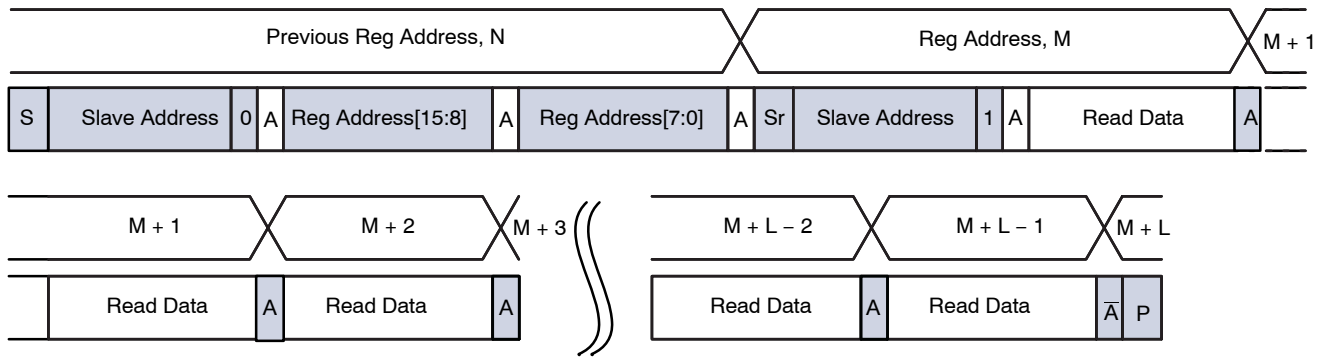 Previous Reg Address, N Reg Address, M M + 1
S Slave Address 0 A Reg Address[15:8] A Reg Address[7:0] A Sr Slave Address 1 A Read Data A
M + 1 M + 2 M + 3 M + L − 2 M + L − 1 M + L
Read Data A Read Data A Read Data A Read Data A̅ P